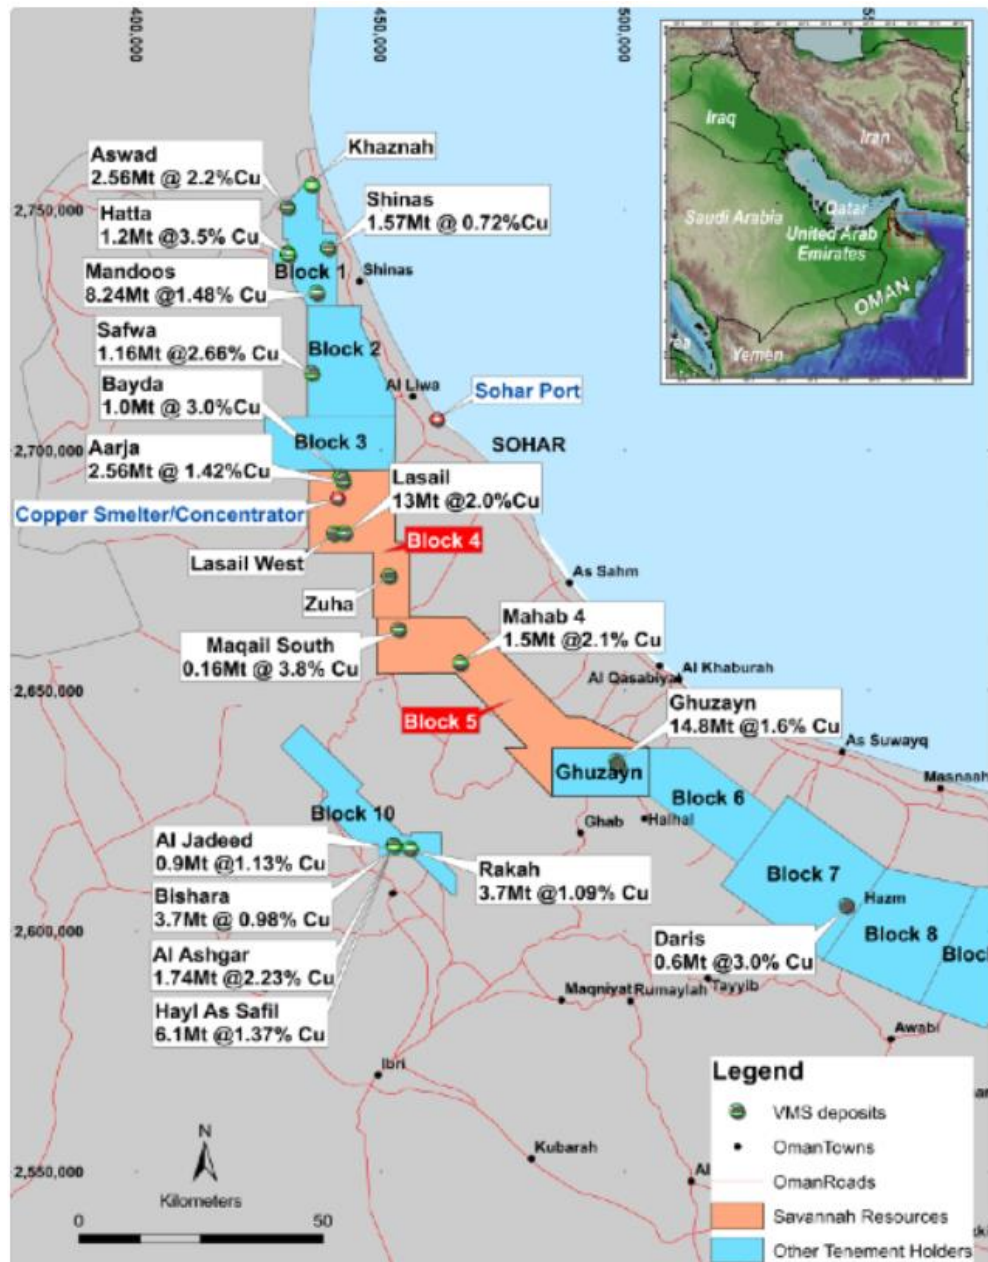 400,000
450,000
500,000
Iraq
Iran
Saudi Arabia
Qatar
United Arab
Emirates
OMAN
Yemen
Aswad
2.56Mt @ 2.2%Cu
Khaznah
2,750,000
Hatta
1.2Mt @3.5% Cu
Shinas
1.57Mt @ 0.72%Cu
Block 1
Shinas
Mandoos
8.24Mt @1.48% Cu
Safwa
1.16Mt @2.66% Cu
Block 2
Bayda
1.0Mt @ 3.0%Cu
Al Liwa
Sohar Port
Block 3
SOHAR
2,700,000
Aarja
2.56Mt @ 1.42%Cu
Lasail
13Mt @2.0%Cu
Copper Smelter/Concentrator
Block 4
Lasail West
As Sahm
Zuha
Mahab 4
1.5Mt @2.1% Cu
Maqail South
0.16Mt @ 3.8% Cu
Al Khaburah
Al Qasabiyah
2,650,000
Ghuzayn
14.8Mt @1.6% Cu
Block 5
As Suwayq
Ghuzayn
Masnaah
Block 6
Block 10
Ghab
Halhal
Al Jadeed
0.9Mt @1.13% Cu
Rakah
3.7Mt @1.09% Cu
Block 7
Bishara
3.7Mt @ 0.98% Cu
Hazm
2,600,000
Daris
0.6Mt @3.0% Cu
Block 8
Bloc
Al Ashgar
1.74Mt @2.23% Cu
Tayyib
Maqniyat
Rumaylah
Hayl As Safil
6.1Mt @1.37% Cu
Awabi
Ibri
Legend
VMS deposits
N
Kubarah
2,550,000
Al
OmanTowns
Kilometers
OmanRoads
0
50
Savannah Resources
Other Tenement Holders